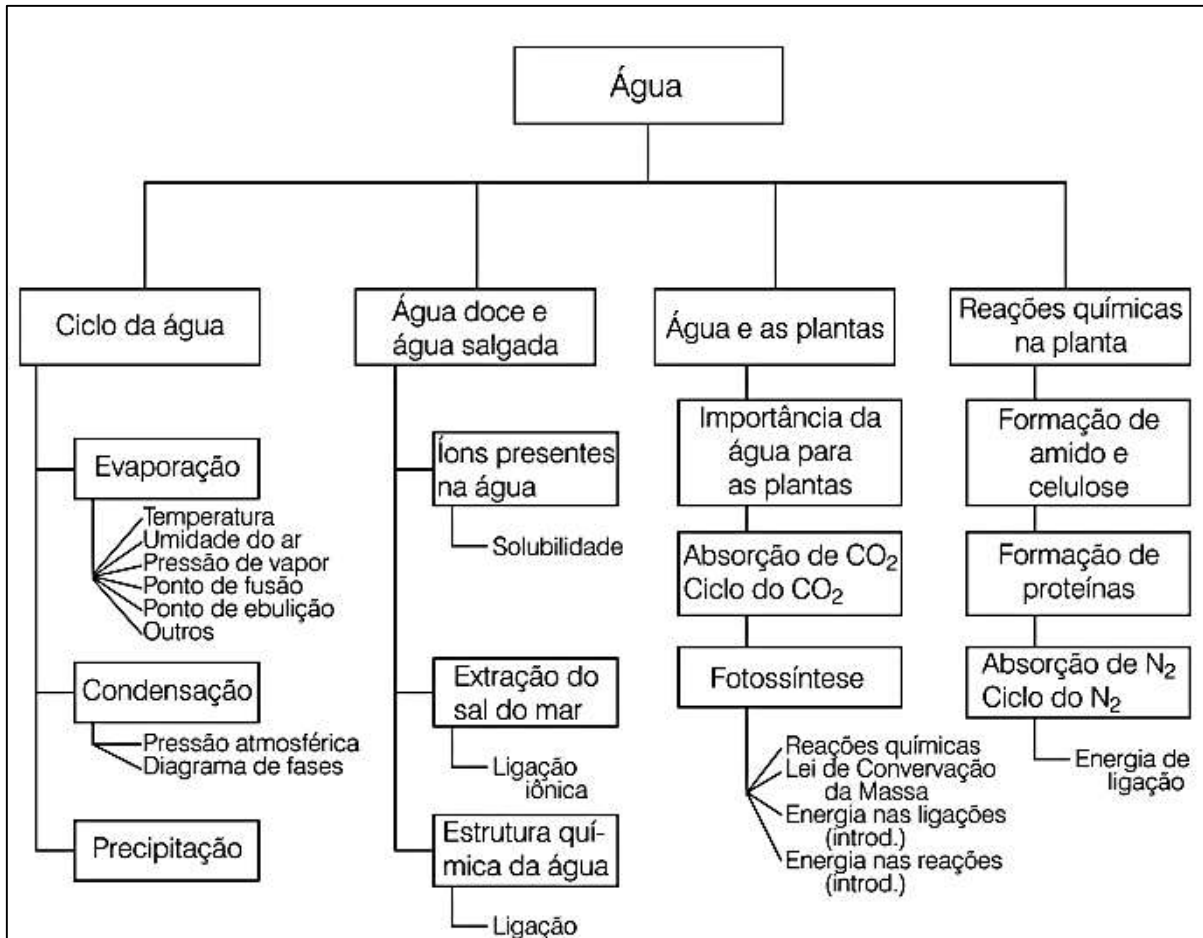 Água
Ciclo da água
Evaporação
Temperatura
Umidade do ar
Pressão de vapor
Ponto de fusão
Ponto de ebulição
Outros
Condensação
Pressão atmosférica
Diagrama de fases
Precipitação
Água doce e
água salgada
Íons presentes
na água
Solubilidade
Extração do
sal do mar
Ligação
iônica
Estrutura quí-
mica da água
Ligação
Água e as plantas
Importância da
água para
as plantas
Absorção de CO₂
Ciclo do CO₂
Fotossíntese
Reações químicas
Lei de Convervação
da Massa
Energia nas ligações
(introd.)
Energia nas reações
(introd.)
Reações químicas
na planta
Formação de
amido e
celulose
Formação de
proteínas
Absorção de N₂
Ciclo do N₂
Energia de
ligação